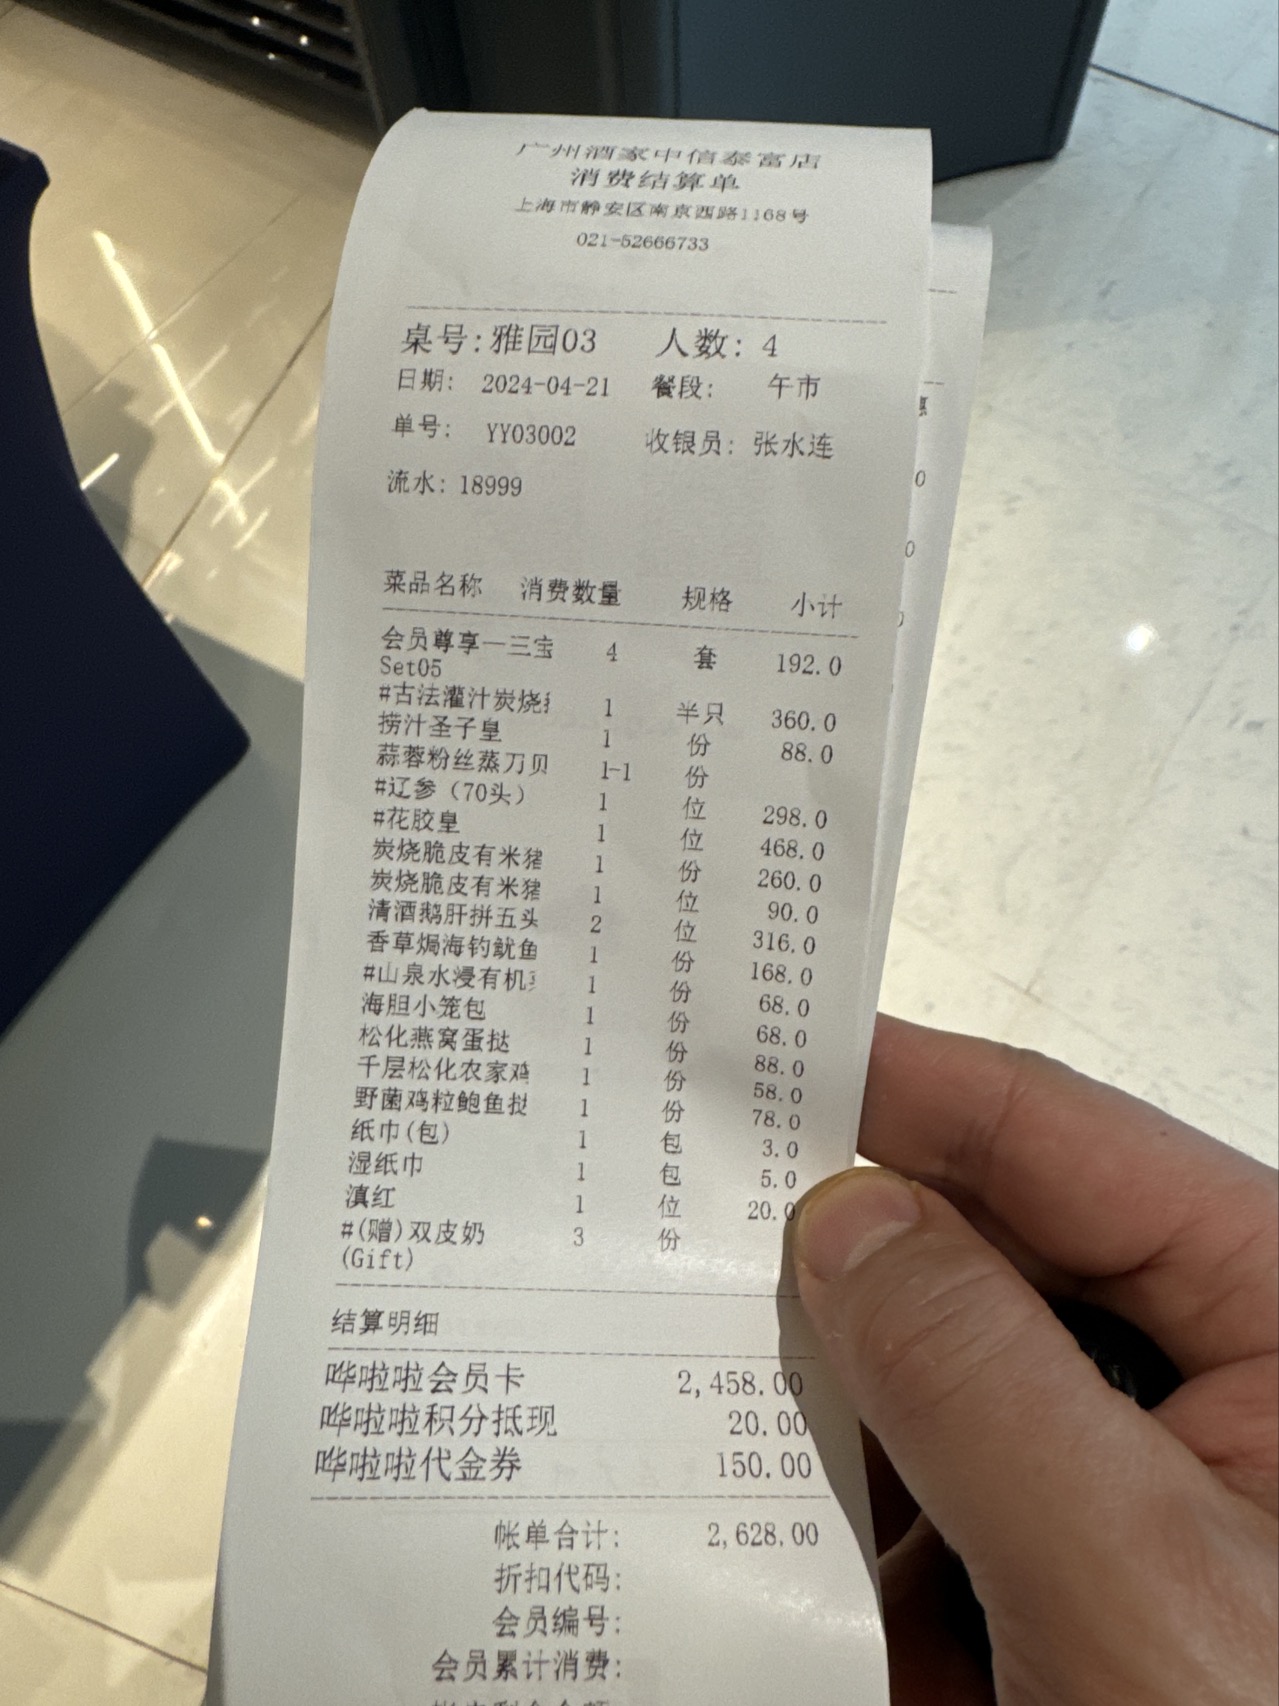 广州酒家中信泰富店
消费结算单
上海市静安区南京西路1168号
021-52666733
桌号:雅园03 人数: 4
日期: 2024-04-21 餐段: 午市
单号: YY03002 收银员: 张水连
流水: 18999
菜品名称 消费数量 规格 小计
会员尊享一三宝 4 套 192.0
Set05
#古法灌汁炭烧 1 半只 360.0
捞汁圣子皇 1 份 88.0
蒜蓉粉丝蒸刀贝 1-1 份
#辽参（70头） 1 位 298.0
#花胶皇 1 位 468.0
炭烧脆皮有米猪 1 份 260.0
炭烧脆皮有米猪 1 位 90.0
清酒鹅肝拼五头 2 位 316.0
香草焗海钓鱿鱼 1 份 168.0
#山泉水浸有机 1 份 68.0
海胆小笼包 1 份 68.0
松化燕窝蛋挞 1 份 88.0
千层松化农家鸡 1 份 58.0
野菌鸡粒鲍鱼挞 1 份 78.0
纸巾(包) 1 包 3.0
湿纸巾 1 包 5.0
滇红 1 位 20.0
#(赠)双皮奶 3 份
(Gift)
结算明细
哗啦啦会员卡 2,458.00
哗啦啦积分抵现 20.00
哗啦啦代金券 150.00
帐单合计: 2,628.00
折扣代码:
会员编号:
会员累计消费: